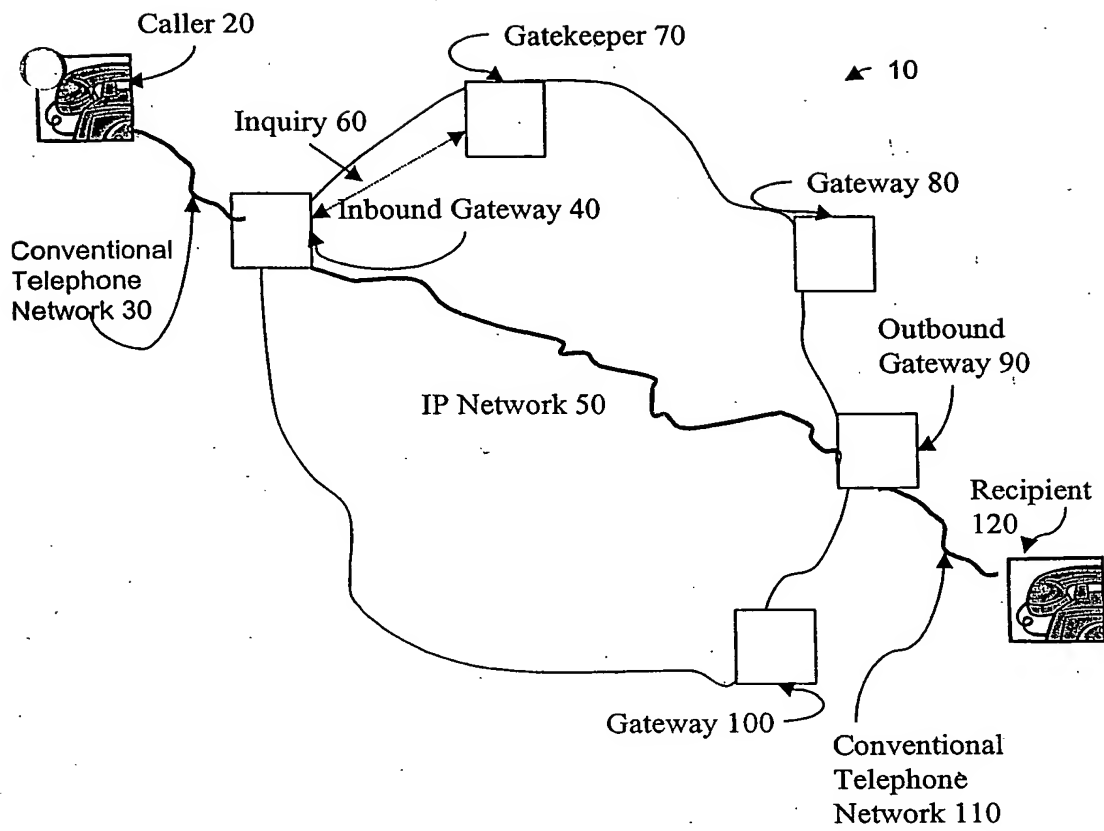 Caller 20
Gatekeeper 70
10
Inquiry 60
Gateway 80
Inbound Gateway 40
Conventional
Telephone
Network 30
Outbound
Gateway 90
IP Network 50
Recipient
120
Gateway 100
Conventional
Telephone
Network 110